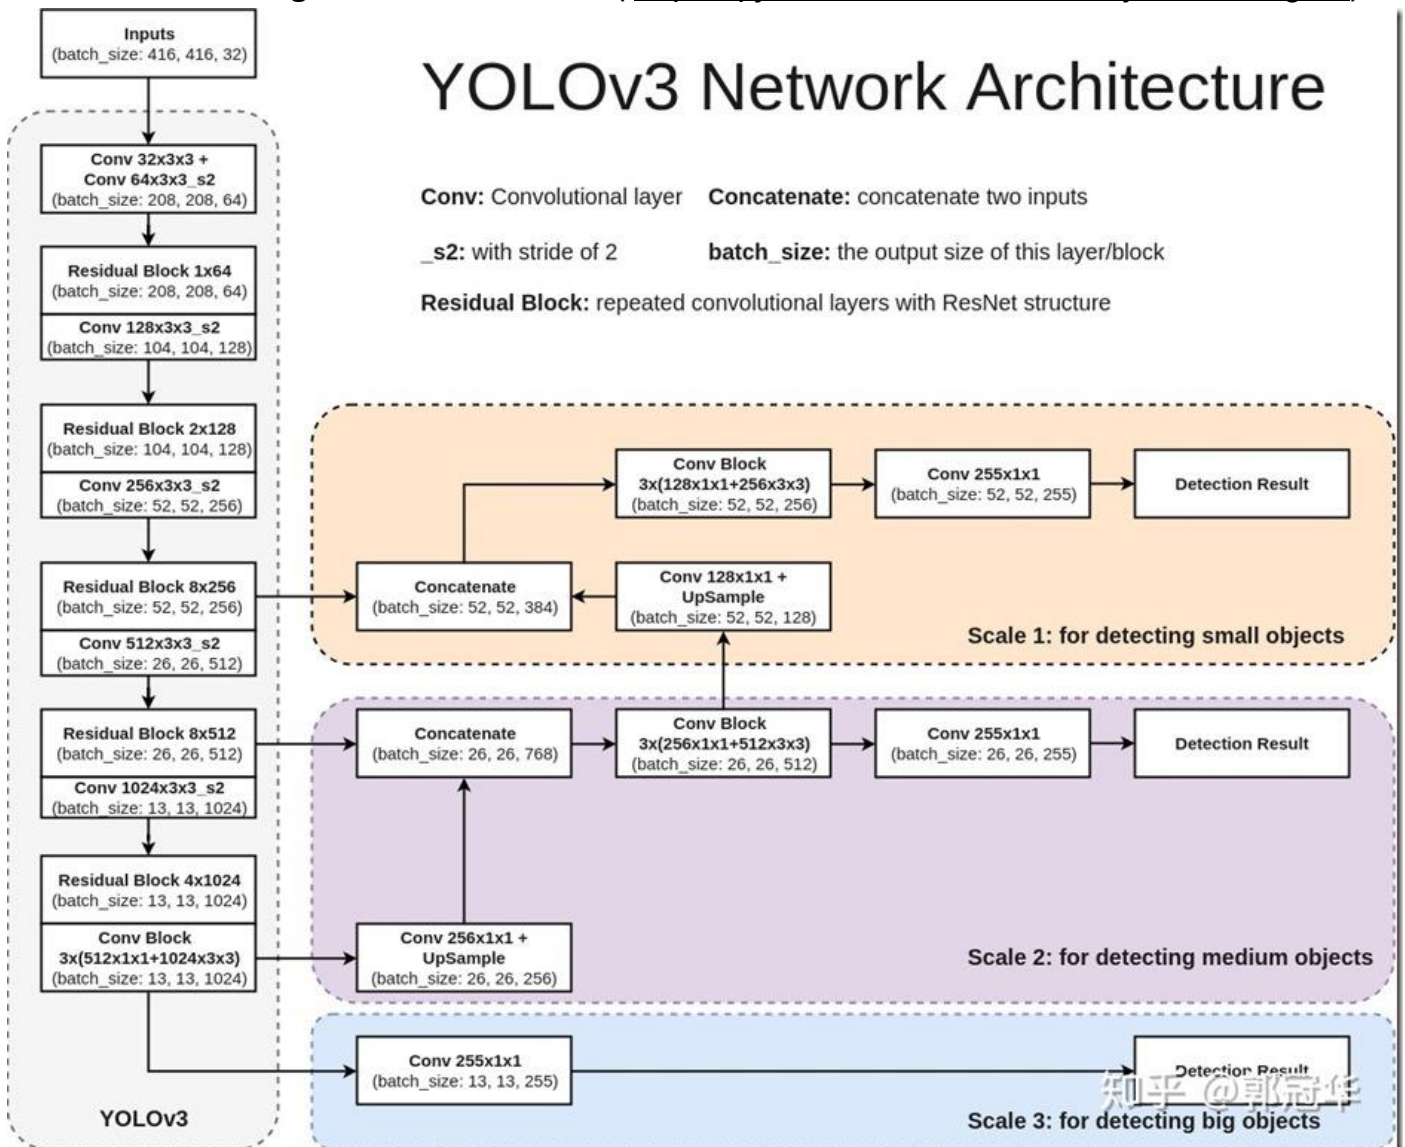 YOLOv3 Network Architecture
Conv: Convolutional layer
Concatenate: concatenate two inputs
_s2: with stride of 2
batch_size: the output size of this layer/block
Residual Block: repeated convolutional layers with ResNet structure
Inputs
(batch_size: 416, 416, 32)
Conv 32x3x3 +
Conv 64x3x3_s2
(batch_size: 208, 208, 64)
Residual Block 1x64
(batch_size: 208, 208, 64)
Conv 128x3x3_s2
(batch_size: 104, 104, 128)
Residual Block 2x128
(batch_size: 104, 104, 128)
Conv 256x3x3_s2
(batch_size: 52, 52, 256)
Residual Block 8x256
(batch_size: 52, 52, 256)
Conv 512x3x3_s2
(batch_size: 26, 26, 512)
Residual Block 8x512
(batch_size: 26, 26, 512)
Conv 1024x3x3_s2
(batch_size: 13, 13, 1024)
Residual Block 4x1024
(batch_size: 13, 13, 1024)
Conv Block
3x(512x1x1+1024x3x3)
(batch_size: 13, 13, 1024)
YOLOv3
Conv Block
3x(128x1x1+256x3x3)
(batch_size: 52, 52, 256)
Conv 255x1x1
(batch_size: 52, 52, 255)
Detection Result
Concatenate
(batch_size: 52, 52, 384)
Conv 128x1x1 +
UpSample
(batch_size: 52, 52, 128)
Scale 1: for detecting small objects
Concatenate
(batch_size: 26, 26, 768)
Conv Block
3x(256x1x1+512x3x3)
(batch_size: 26, 26, 512)
Conv 255x1x1
(batch_size: 26, 26, 255)
Detection Result
Conv 256x1x1 +
UpSample
(batch_size: 26, 26, 256)
Scale 2: for detecting medium objects
Conv 255x1x1
(batch_size: 13, 13, 255)
Detection Result
知乎 @郭冠华
Scale 3: for detecting big objects